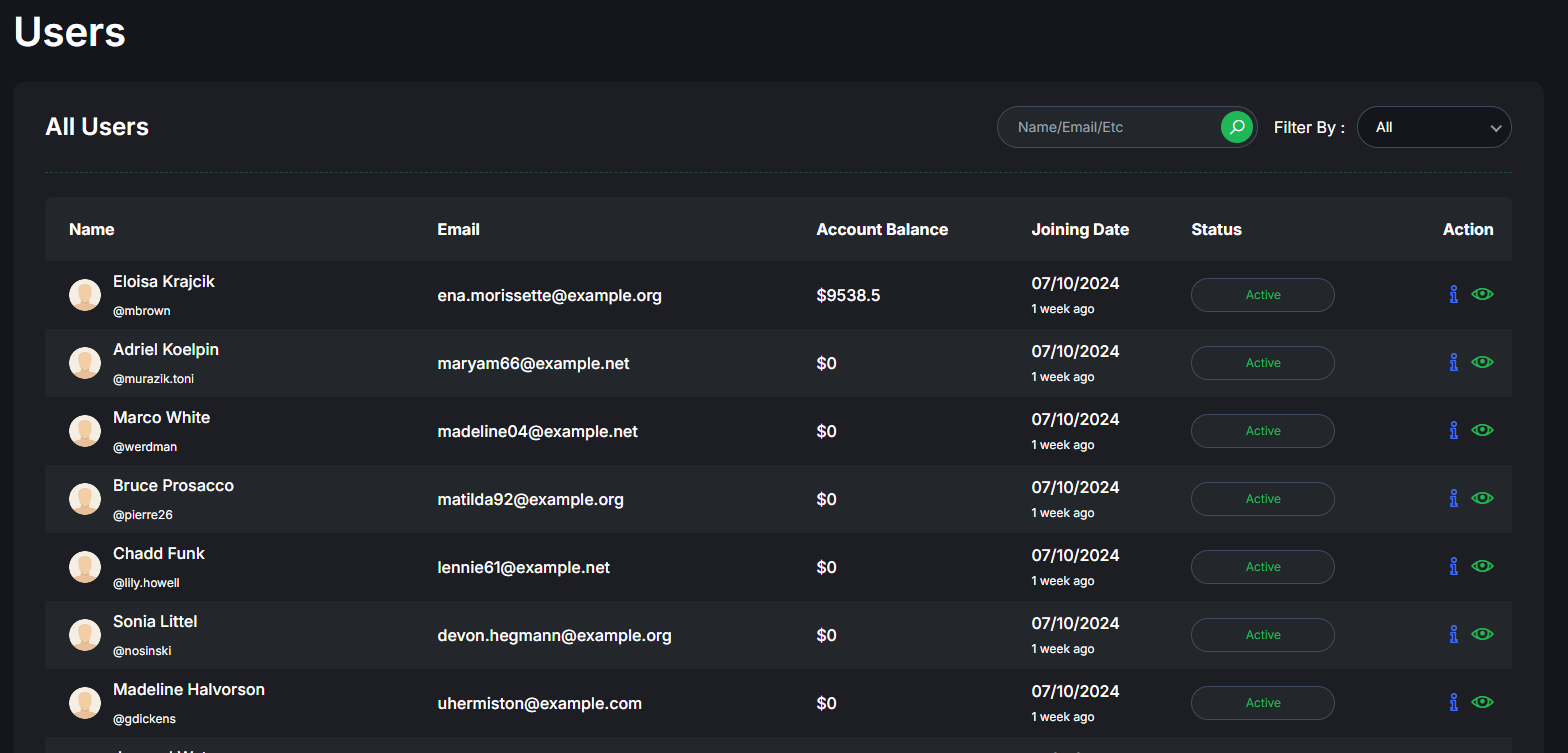 Users
All Users
Name/Email/Etc
Filter By :
All
Name Email Account Balance Joining Date Status Action
Eloisa Krajcik
@mbrown
ena.morissette@example.org
$9538.5
07/10/2024
1 week ago
Active
Adriel Koelpin
@murazik.toni
maryam66@example.net
$0
07/10/2024
1 week ago
Active
Marco White
@werdman
madeline04@example.net
$0
07/10/2024
1 week ago
Active
Bruce Prosacco
@pierre26
matilda92@example.org
$0
07/10/2024
1 week ago
Active
Chadd Funk
@lily.howell
lennie61@example.net
$0
07/10/2024
1 week ago
Active
Sonia Littel
@nosinski
devon.hegmann@example.org
$0
07/10/2024
1 week ago
Active
Madeline Halvorson
@gdickens
uhermiston@example.com
$0
07/10/2024
1 week ago
Active